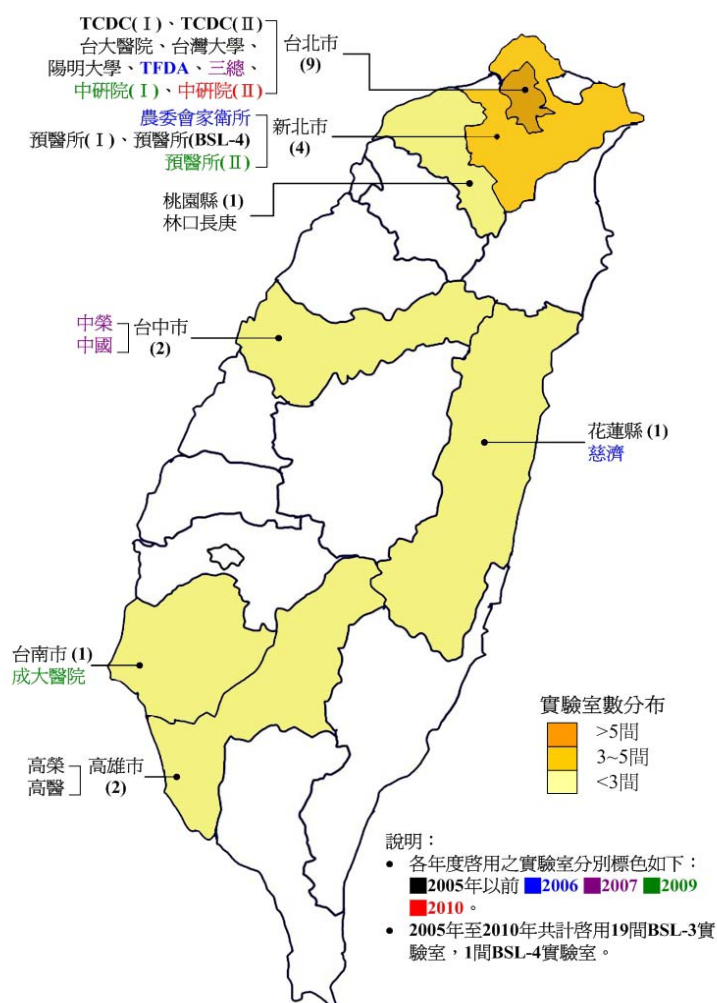 TCDC(Ⅰ)、TCDC(Ⅱ)
台大醫院、台灣大學、
陽明大學、TFDA、三總、
中研院(Ⅰ)、中研院(Ⅱ)
台北市
(9)
農委會家衛所
預醫所(Ⅰ)、預醫所(BSL-4)
預醫所(Ⅱ)
新北市
(4)
桃園縣 (1)
林口長庚
中榮
中國
台中市
(2)
花蓮縣 (1)
慈濟
台南市 (1)
成大醫院
高榮
高醫
高雄市
(2)
實驗室數分布
>5間
3~5間
<3間
說明：
• 各年度啓用之實驗室分別標色如下：
■2005年以前 ■2006 ■2007 ■2009
■2010。
• 2005年至2010年共計啓用19間BSL-3實
驗室，1間BSL-4實驗室。